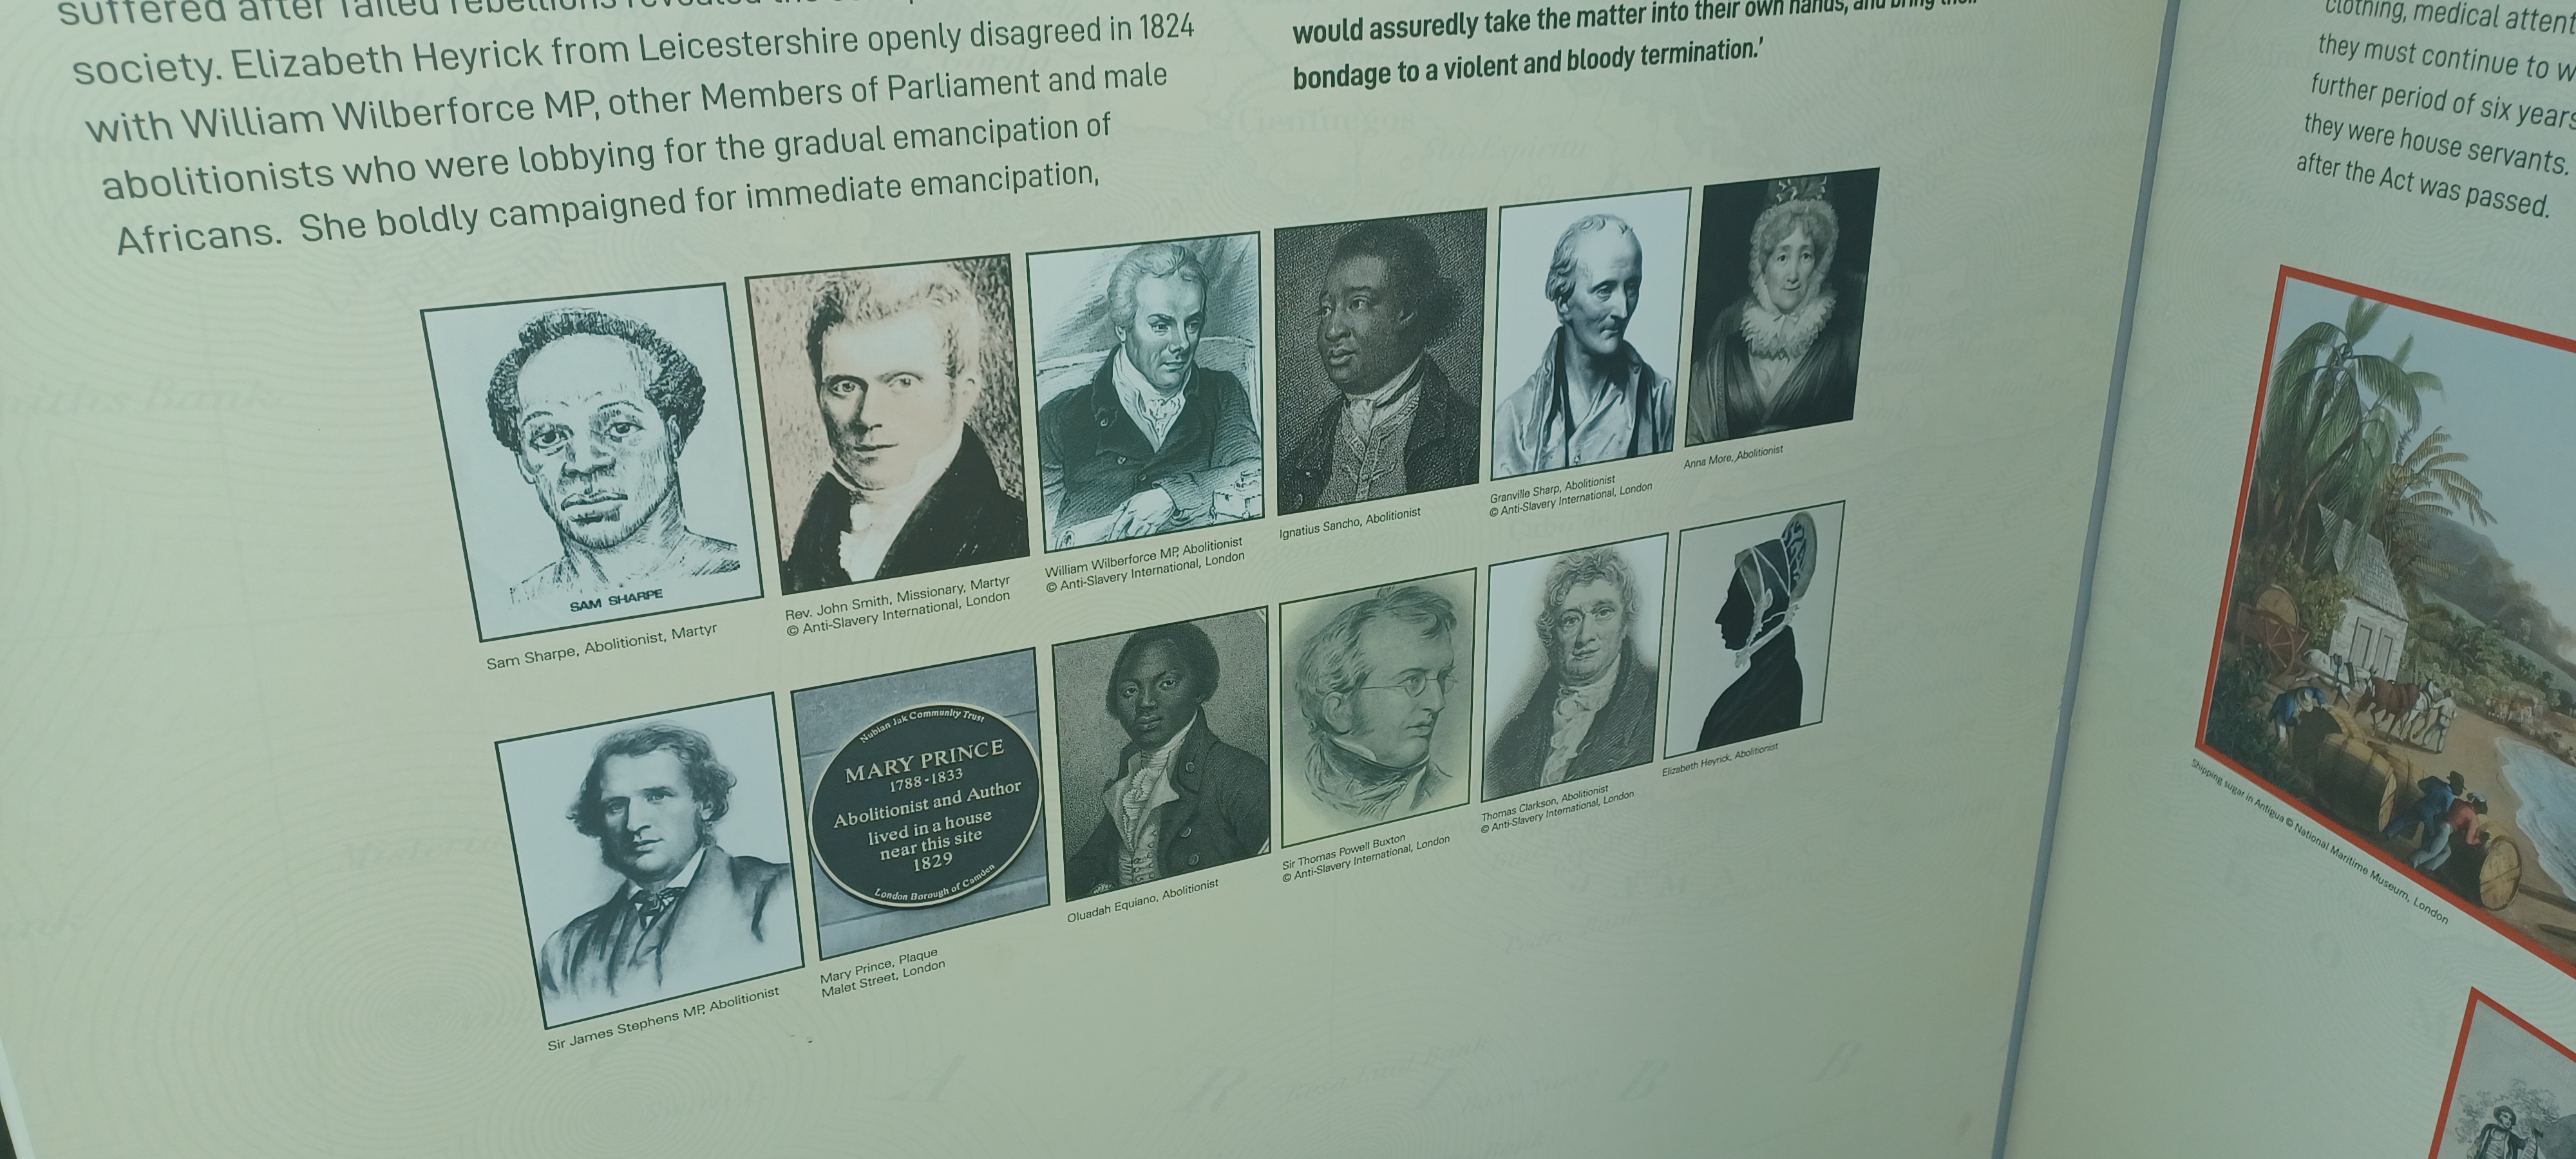 suffered after failed rebellions revealed the
society. Elizabeth Heyrick from Leicestershire openly disagreed in 1824
with William Wilberforce MP, other Members of Parliament and male
abolitionists who were lobbying for the gradual emancipation of
Africans. She boldly campaigned for immediate emancipation,
would assuredly take the matter into their own hands, and bring their
bondage to a violent and bloody termination.'
SAM SHARPE
Sam Sharpe, Abolitionist, Martyr
Rev. John Smith, Missionary, Martyr
© Anti-Slavery International, London
William Wilberforce MP, Abolitionist
© Anti-Slavery International, London
Ignatius Sancho, Abolitionist
Granville Sharp, Abolitionist
© Anti-Slavery International, London
Anna More, Abolitionist
Sir James Stephens MP, Abolitionist
Nubian Jak Community Trust
MARY PRINCE
1788-1833
Abolitionist and Author
lived in a house
near this site
1829
London Borough of Camden
Mary Prince, Plaque
Malet Street, London
Oluadah Equiano, Abolitionist
Sir Thomas Powell Buxton
© Anti-Slavery International, London
Thomas Clarkson, Abolitionist
© Anti-Slavery International, London
Elizabeth Heyrick, Abolitionist
clothing, medical attent
they must continue to w
further period of six years
they were house servants.
after the Act was passed.
Shipping sugar in Antigua © National Maritime Museum, London